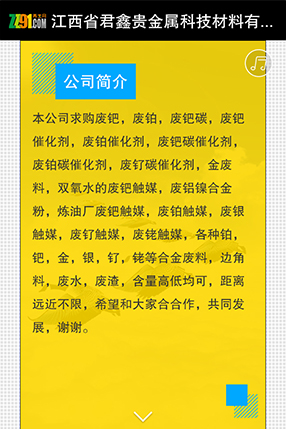 ZZ91.COM 江西省君鑫贵金属科技材料有...
公司简介
本公司求购废钯，废铂，废钯碳，废钯
催化剂，废铂催化剂，废钯碳催化剂，
废铂碳催化剂，废钌碳催化剂，金废
料，双氧水的废钯触媒，废铝镍合金
粉，炼油厂废钯触媒，废铂触媒，废银
触媒，废钌触媒，废铑触媒，各种铂，
钯，金，银，钌，铑等合金废料，边角
料，废水，废渣，含量高低均可，距离
远近不限，希望和大家合合作，共同发
展，谢谢。